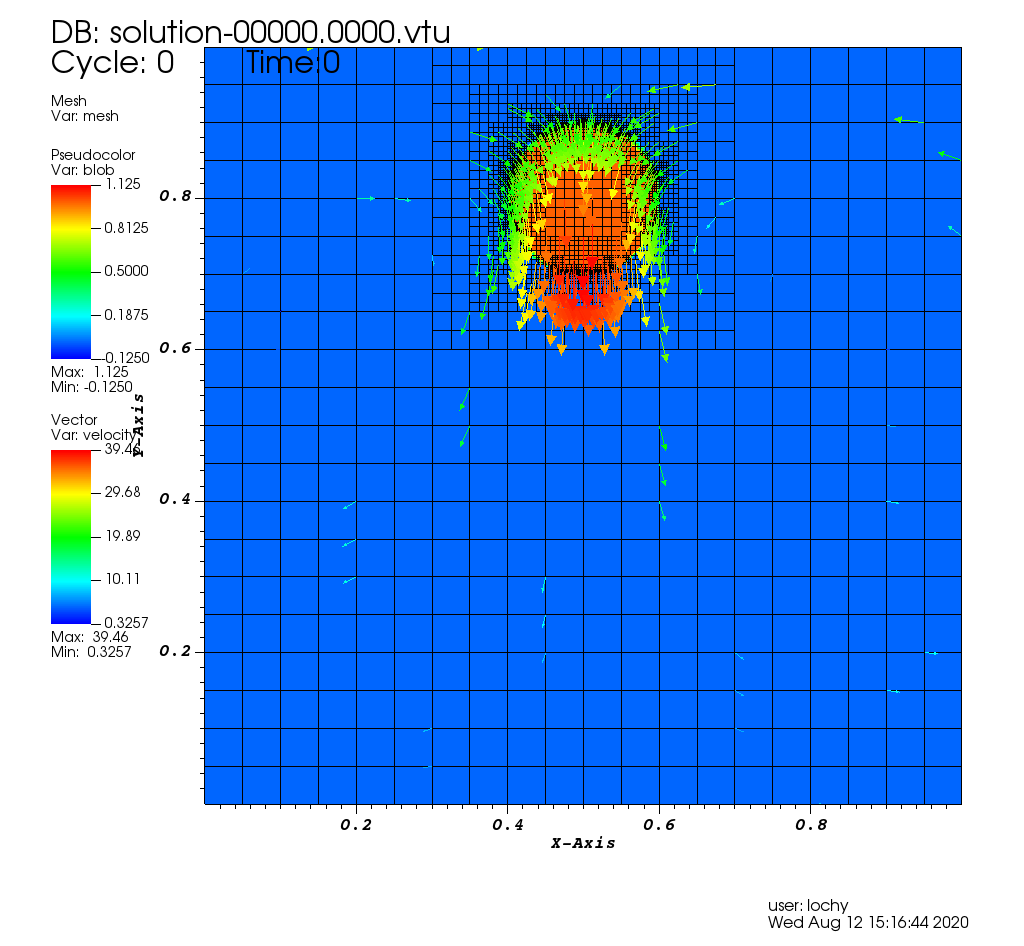 DB: solution-00000.0000.vtu
Cycle: 0 Time:0
Mesh
Var: mesh
Pseudocolor
Var: blob
1.125
0.8125
0.5000
0.1875
-0.1250
Max: 1.125
Min: -0.1250
Vector
Var: velocity
39.46
29.68
19.89
10.11
0.3257
Max: 39.46
Min: 0.3257
Y-Axis
0.8
0.6
0.4
0.2
0.2 0.4 0.6 0.8
X-Axis
user: lochy
Wed Aug 12 15:16:44 2020